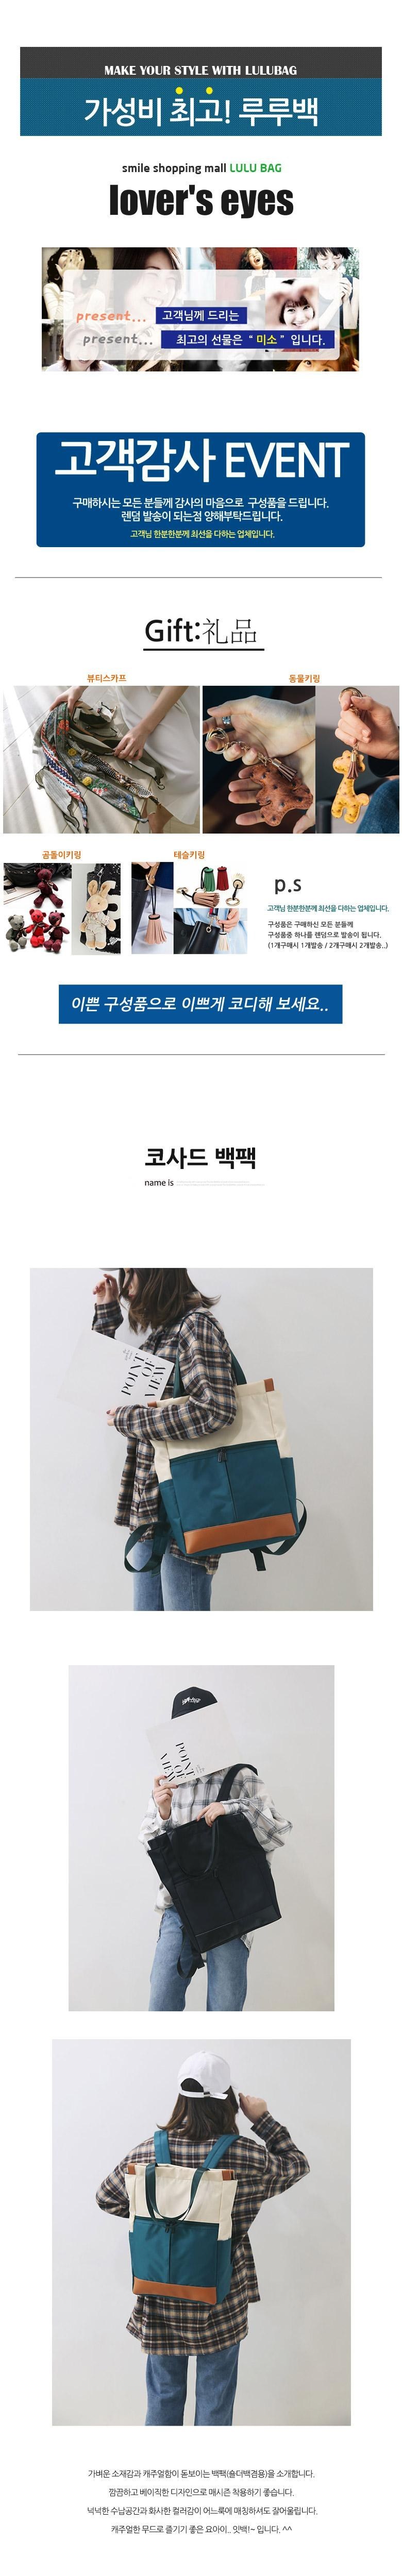 MAKE YOUR STYLE WITH LULUBAG
가성비 최고! 루루백
smile shopping mall LULU BAG
lover's eyes
present... 고객님께 드리는
present... 최고의 선물은 “ 미소 ” 입니다.
고객감사 EVENT
구매하시는 모든 분들께 감사의 마음으로 구성품을 드립니다.
렌덤 발송이 되는점 양해부탁드립니다.
고객님 한분한분께 최선을 다하는 업체입니다.
Gift:礼品
뷰티스카프
동물키링
곰돌이키링
테슬키링
p.s
고객님 한분한분께 최선을 다하는 업체입니다.
구성품은 구매하신 모든 분들께
구성품중 하나를 렌덤으로 발송이 됩니다.
(1개구매시 1개발송 / 2개구매시 2개발송..)
이쁜 구성품으로 이쁘게 코디해 보세요..
코사드 백팩
name is
가벼운 소재감과 캐주얼함이 돋보이는 백팩(숄더백겸용)을 소개합니다.
깜끔하고 베이직한 디자인으로 매시즌 착용하기 좋습니다.
넉넉한 수납공간과 화사한 컬러감이 어느룩에 매칭하셔도 잘어울립니다.
캐주얼한 무드로 즐기기 좋은 요아이.. 잇백!~ 입니다. ^^